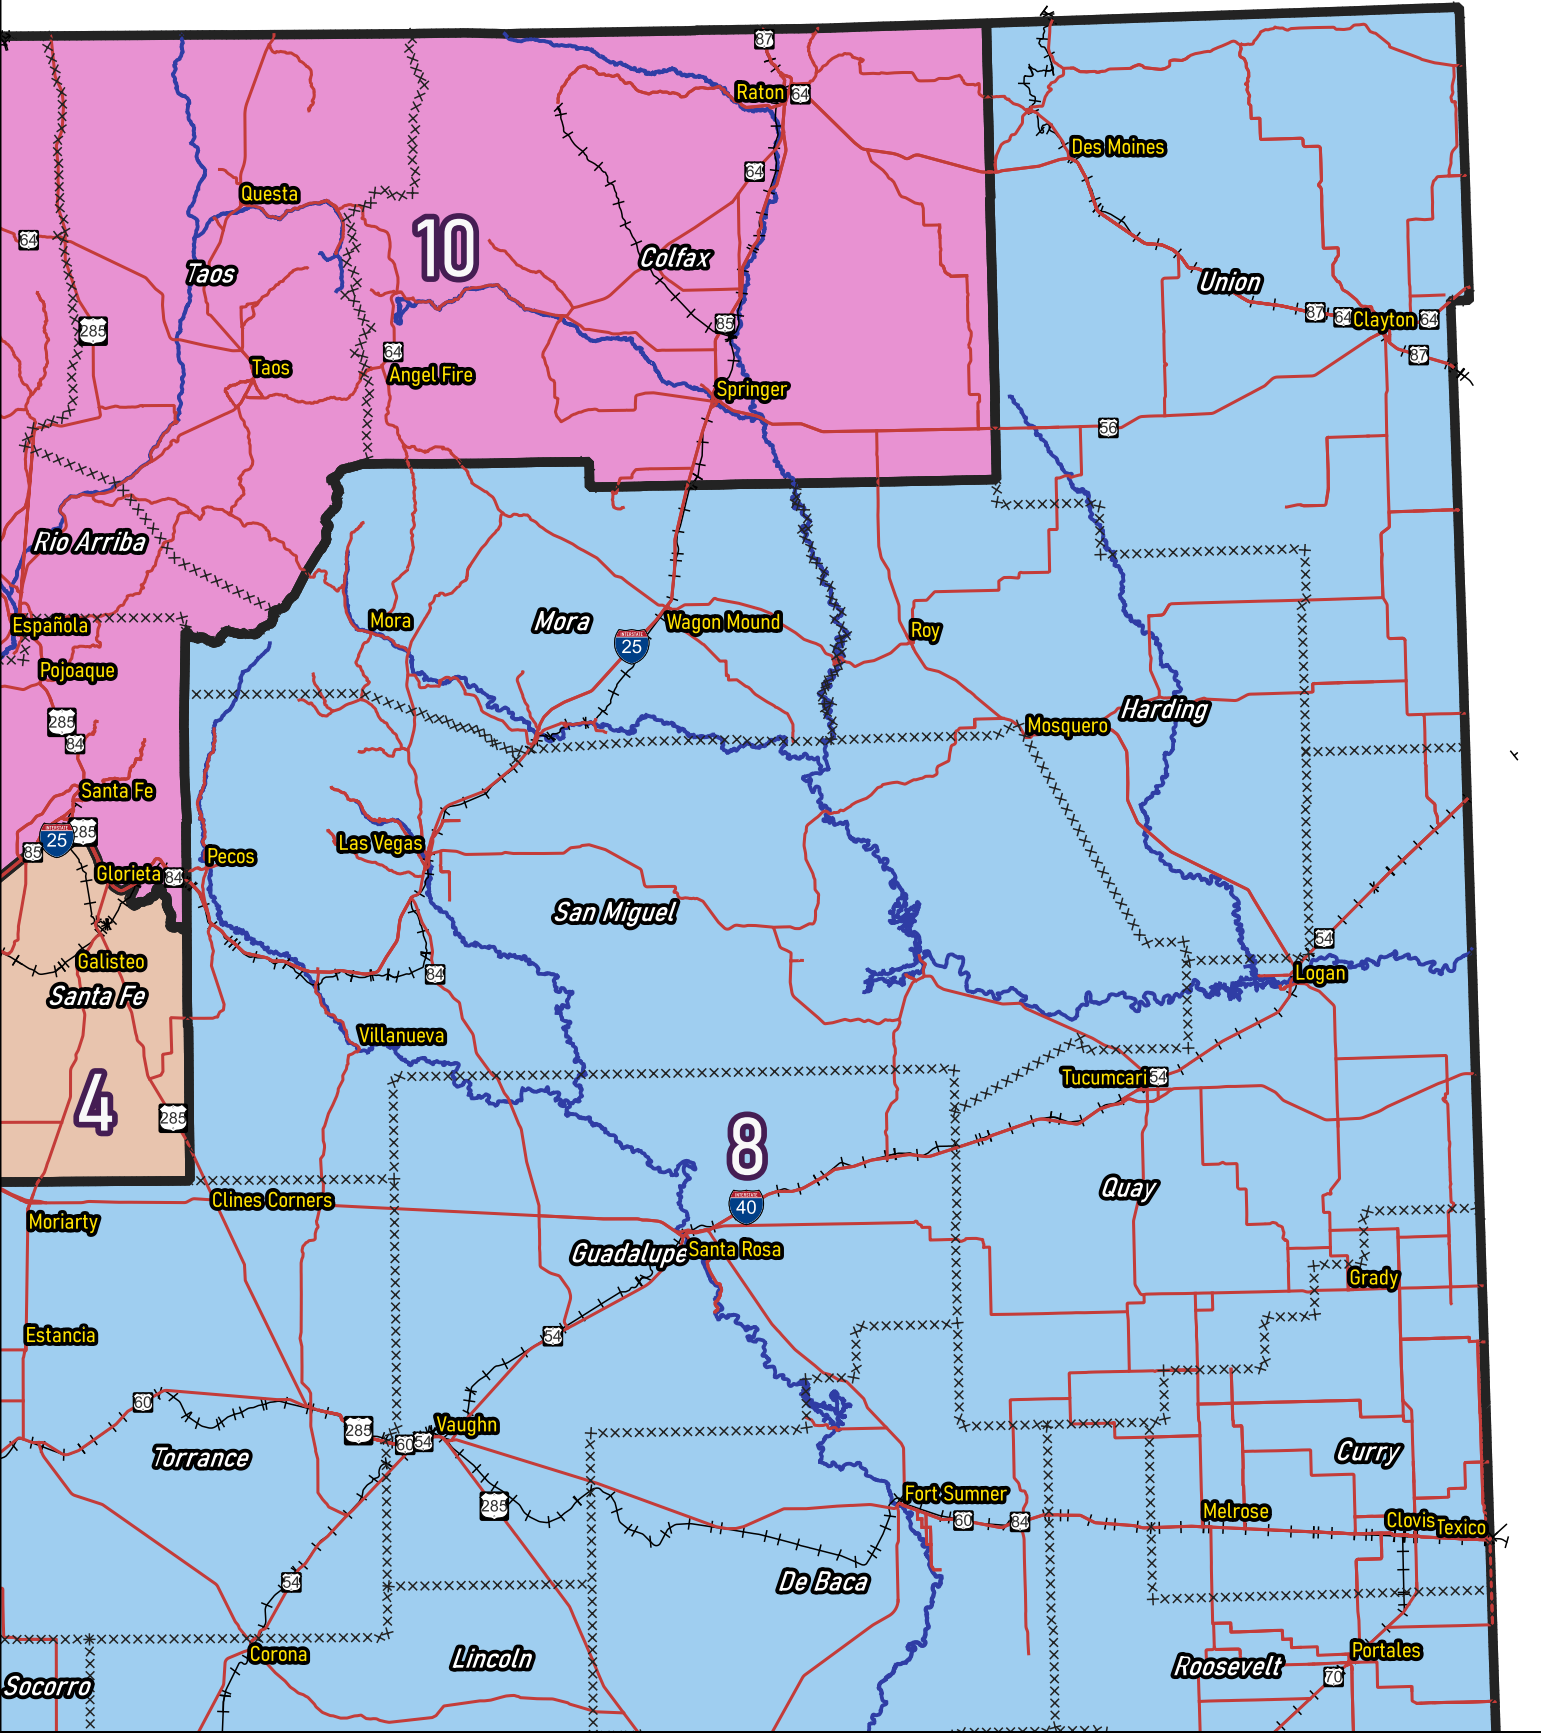 87
Raton 64
Des Moines
64
Questa
64
10
Colfax
Taos
Union
285
85
87 64 Clayton 64
64
87
Taos
Angel Fire
Springer
56
Rio Arriba
Española
Mora
Mora
Wagon Mound
Roy
INTERSTATE
25
Pojoaque
Harding
285
84
Mosquero
Santa Fe
INTERSTATE
25
285
85
Las Vegas
Pecos
Glorieta 84
San Miguel
54
Galisteo
84
Logan
Santa Fe
Villanueva
Tucumcari 54
4
285
8
Quay
Clines Corners
INTERSTATE
40
Moriarty
Guadalupe Santa Rosa
Grady
Estancia
54
60
285
60 54
Vaughn
Torrance
Curry
285
Fort Sumner
60
84
Melrose
Clovis Texico
54
De Baca
Corona
Lincoln
Portales
Roosevelt
70
Socorro